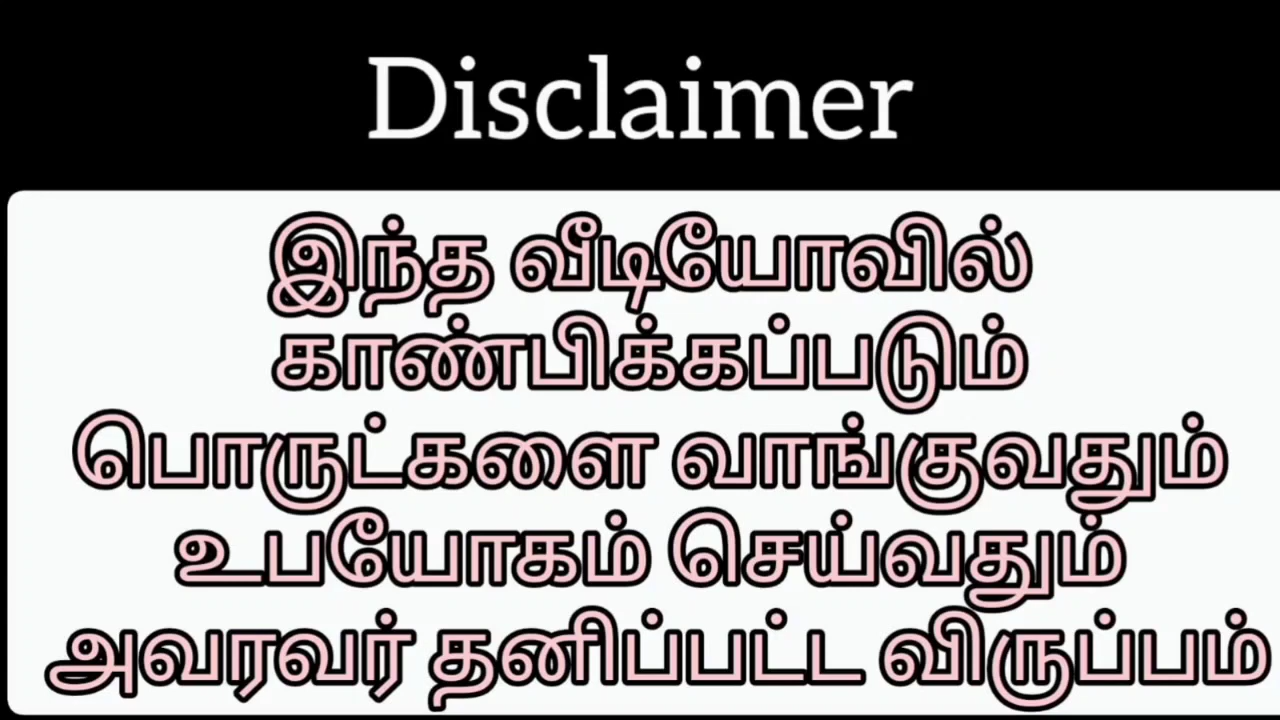 Disclaimer
இந்த வீடியோவில்
காண்பிக்கப்படும்
பொருட்களை வாங்குவதும்
உபயோகம் செய்வதும்
அவரவர் தனிப்பட்ட விருப்பம்